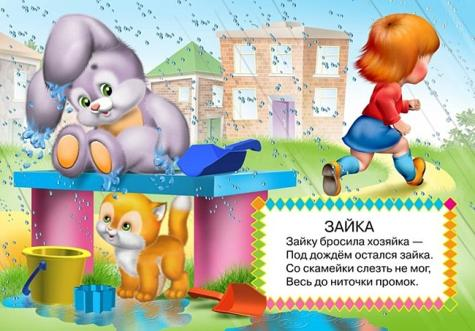 ЗАЙКА
Зайку бросила хозяйка —
Под дождём остался зайка.
Со скамейки слезть не мог,
Весь до ниточки промок.